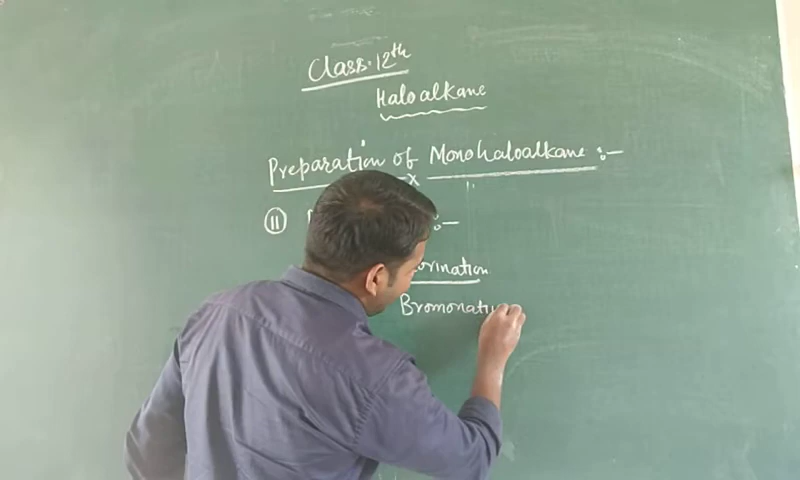 Class:12th
Haloalkane
Preparation of Monohaloalkane :-
-X
(II) :-
orination
Bromonati